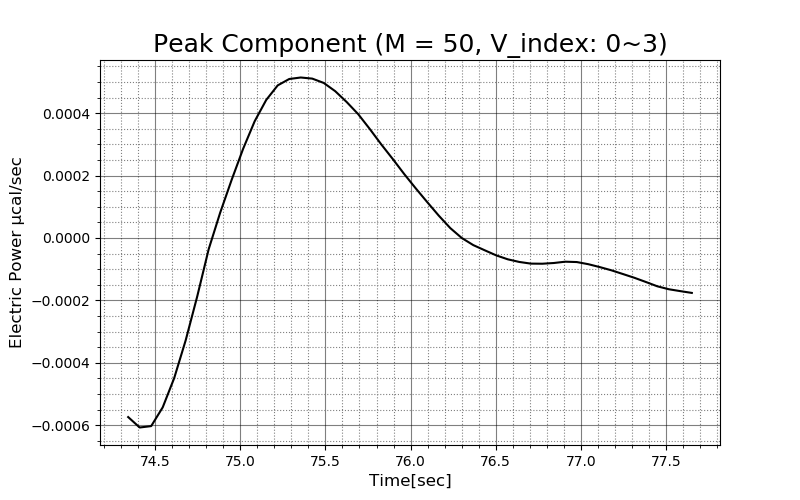 Peak Component (M = 50, V_index: 0~3)
Electric Power μcal/sec
0.0004
0.0002
0.0000
−0.0002
−0.0004
−0.0006
74.5 75.0 75.5 76.0 76.5 77.0 77.5
Time[sec]